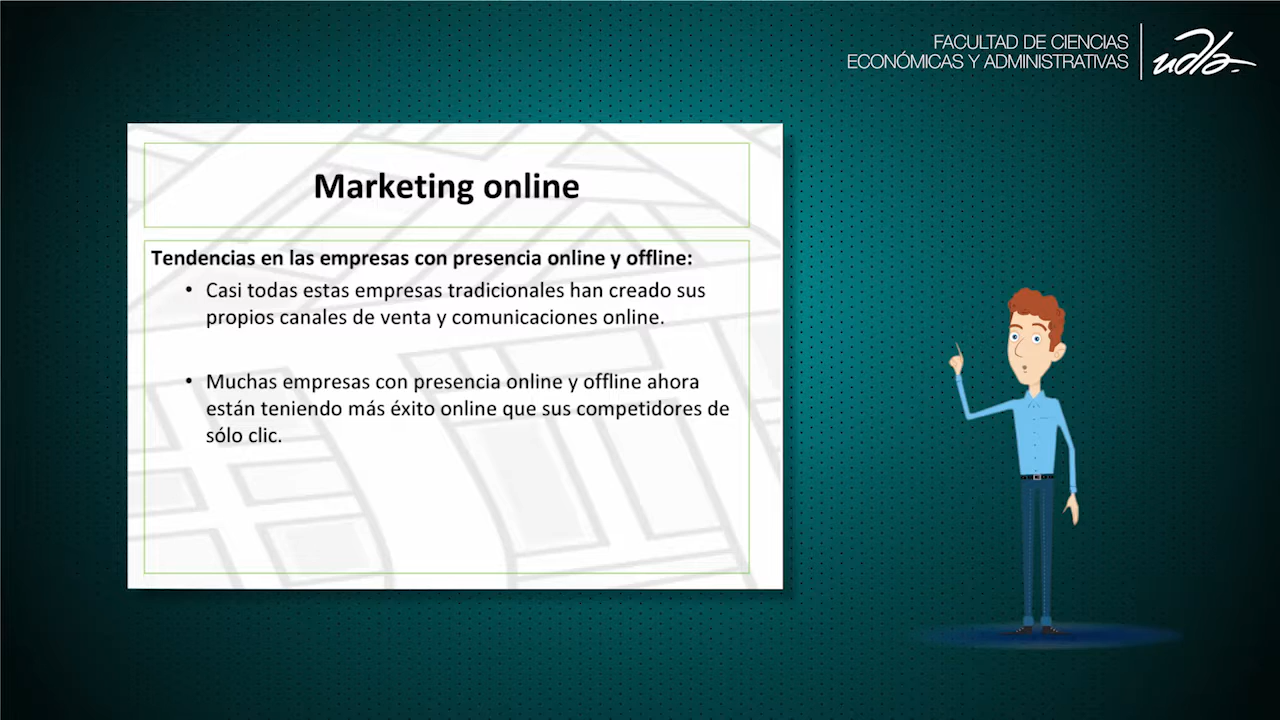 FACULTAD DE CIENCIAS
ECONÓMICAS Y ADMINISTRATIVAS
udla.
Marketing online
Tendencias en las empresas con presencia online y offline:
• Casi todas estas empresas tradicionales han creado sus
propios canales de venta y comunicaciones online.
• Muchas empresas con presencia online y offline ahora
están teniendo más éxito online que sus competidores de
sólo clic.